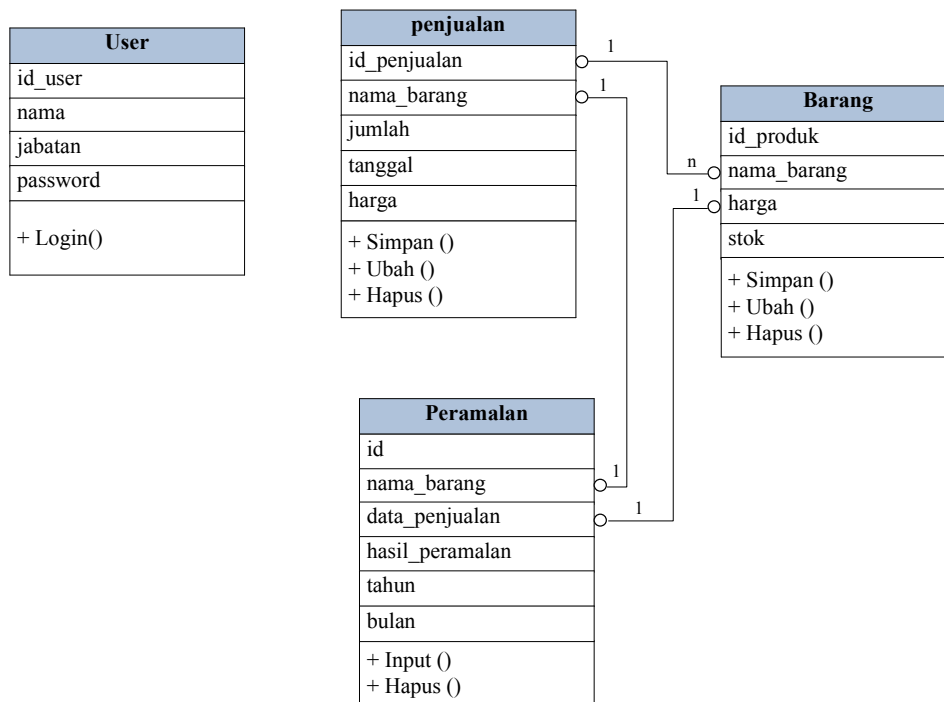 User
id_user
nama
jabatan
password
+ Login()
penjualan
id_penjualan
nama_barang
jumlah
tanggal
harga
+ Simpan ()
+ Ubah ()
+ Hapus ()
1
1
n
1
Barang
id_produk
nama_barang
harga
stok
+ Simpan ()
+ Ubah ()
+ Hapus ()
Peramalan
id
nama_barang
data_penjualan
hasil_peramalan
tahun
bulan
+ Input ()
+ Hapus ()
1
1